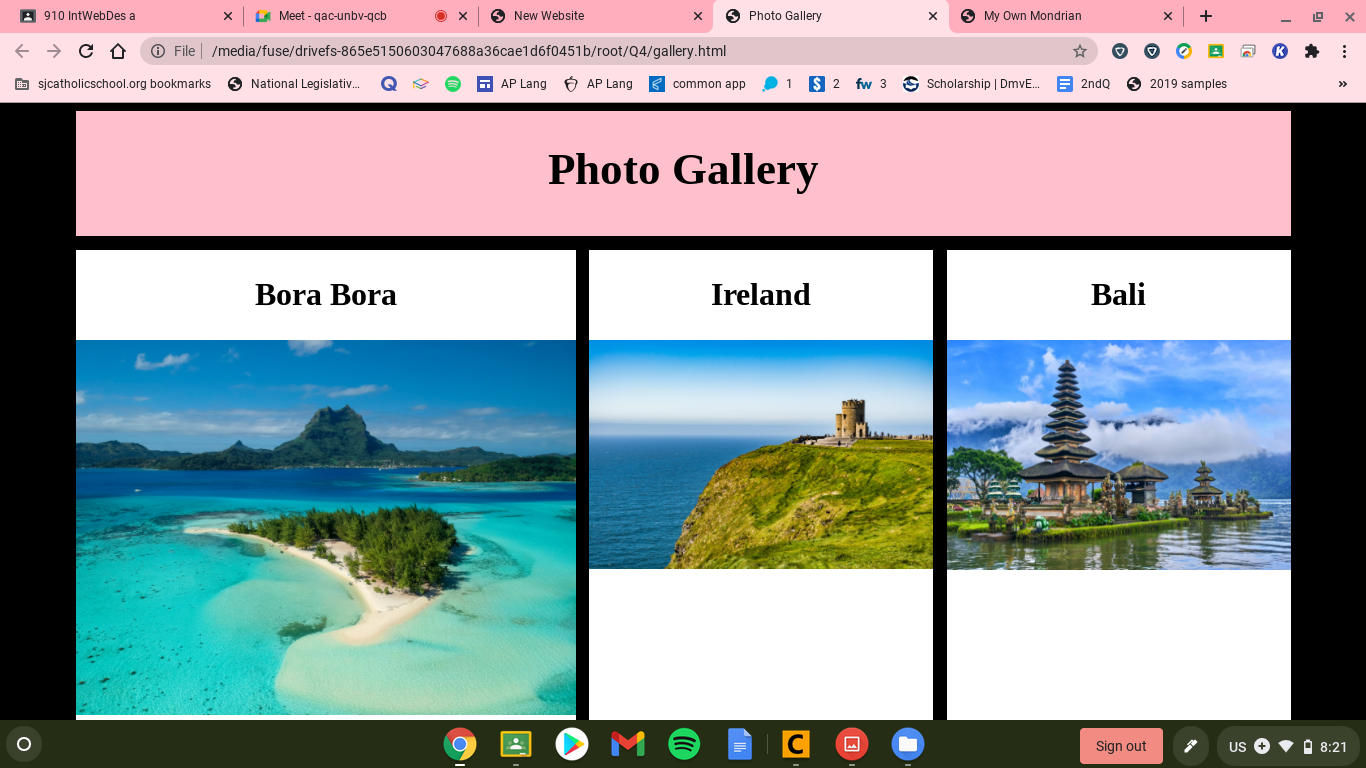 910 IntWebDes a
Meet - qac-unbv-qcb
New Website
Photo Gallery
My Own Mondrian
File
/media/fuse/drivefs-865e5150603047688a36cae1d6f0451b/root/Q4/gallery.html
sjcatholicschool.org bookmarks
National Legislativ...
AP Lang
AP Lang
common app
1
2
fw 3
Scholarship | DmvE...
2ndQ
2019 samples
Photo Gallery
Bora Bora
Ireland
Bali
Sign out
US
8:21